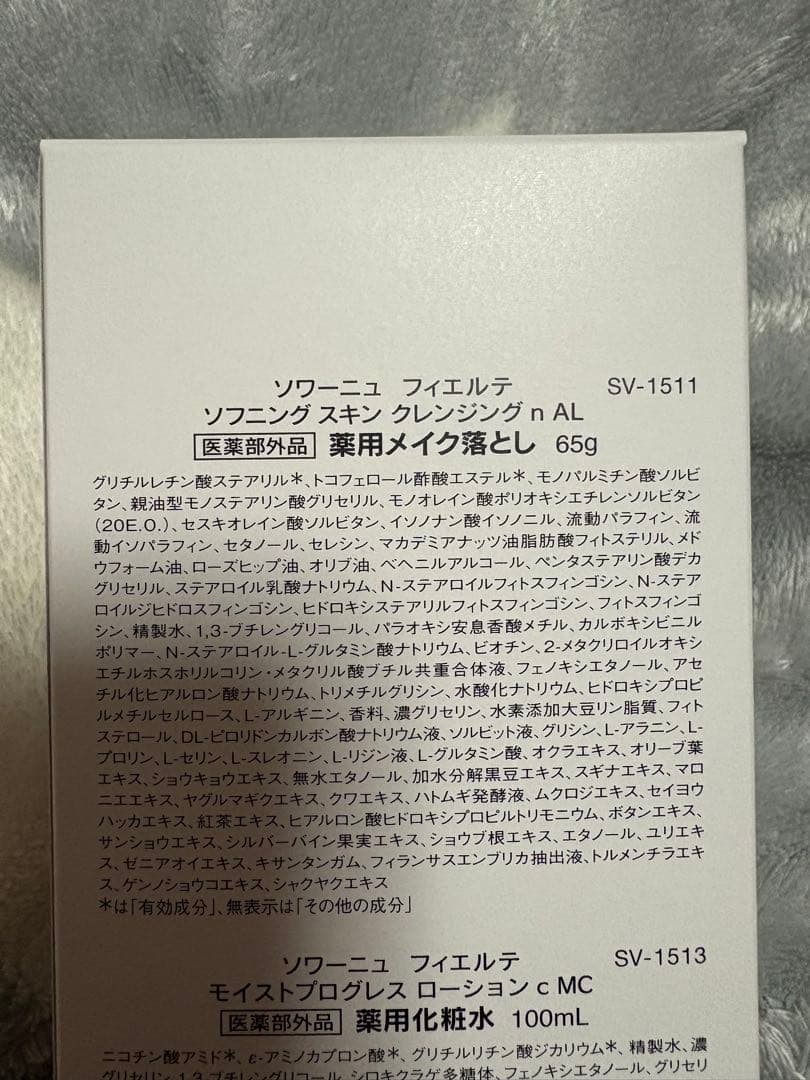 ソワーニュ フィエルテ SV-1511
ソフニング スキン クレンジング n AL
医薬部外品 薬用メイク落とし 65g
グリチルレチン酸ステアリル＊、トコフェロール酢酸エステル＊、モノパルミチン酸ソルビ
タン、親油型モノステアリン酸グリセリル、モノオレイン酸ポリオキシエチレンソルビタン
(20E.O.)、セスキオレイン酸ソルビタン、イソノナン酸イソノニル、流動パラフィン、流
動イソパラフィン、セタノール、セレシン、マカデミアナッツ油脂肪酸フィトステリル、メド
ウフォーム油、ローズヒップ油、オリブ油、ベヘニルアルコール、ペンタステアリン酸デカ
グリセリル、ステアロイル乳酸ナトリウム、N-ステアロイルフィトスフィンゴシン、N-ステア
ロイルジヒドロスフィンゴシン、ヒドロキシステアリルフィトスフィンゴシン、フィトスフィンゴ
シン、精製水、1,3-ブチレングリコール、パラオキシ安息香酸メチル、カルボキシビニル
ポリマー、N-ステアロイル-L-グルタミン酸ナトリウム、ビオチン、2-メタクリロイルオキシ
エチルホスホリルコリン・メタクリル酸ブチル共重合体液、フェノキシエタノール、アセ
チル化ヒアルロン酸ナトリウム、トリメチルグリシン、水酸化ナトリウム、ヒドロキシプロピ
ルメチルセルロース、L-アルギニン、香料、濃グリセリン、水素添加大豆リン脂質、フィト
ステロール、DL-ピロリドンカルボン酸ナトリウム液、ソルビット液、グリシン、L-アラニン、L-
プロリン、L-セリン、L-スレオニン、L-リジン液、L-グルタミン酸、オクラエキス、オリーブ葉
エキス、ショウキョウエキス、無水エタノール、加水分解黒豆エキス、スギナエキス、マロ
ニエエキス、ヤグルマギクエキス、クワエキス、ハトムギ発酵液、ムクロジエキス、セイヨウ
ハッカエキス、紅茶エキス、ヒアルロン酸ヒドロキシプロピルトリモニウム、ボタンエキス、
サンショウエキス、シルバーバイン果実エキス、ショウブ根エキス、エタノール、ユリエキ
ス、ゼニアオイエキス、キサンタンガム、フィランサスエンブリカ抽出液、トルメンチラエキ
ス、ゲンノショウコエキス、シャクヤクエキス
＊は「有効成分」、無表示は「その他の成分」
ソワーニュ フィエルテ SV-1513
モイストプログレス ローション c MC
医薬部外品 薬用化粧水 100mL
ニコチン酸アミド＊、ε-アミノカプロン酸＊、グリチルリチン酸ジカリウム＊、精製水、濃
グリセリン、1,3-ブチレングリコール、シロキクラゲ多糖体、フェノキシエタノール、グリセリ